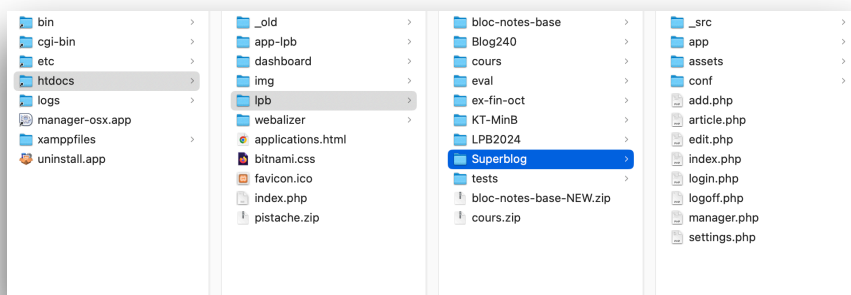 bin
cgi-bin
etc
htdocs
logs
manager-osx.app
xamppfiles
uninstall.app
_old
app-lpb
dashboard
img
lpb
webalizer
applications.html
bitnami.css
favicon.ico
index.php
pistache.zip
bloc-notes-base
Blog240
cours
eval
ex-fin-oct
KT-MinB
LPB2024
Superblog
tests
bloc-notes-base-NEW.zip
cours.zip
_src
app
assets
conf
add.php
article.php
edit.php
index.php
login.php
logoff.php
manager.php
settings.php